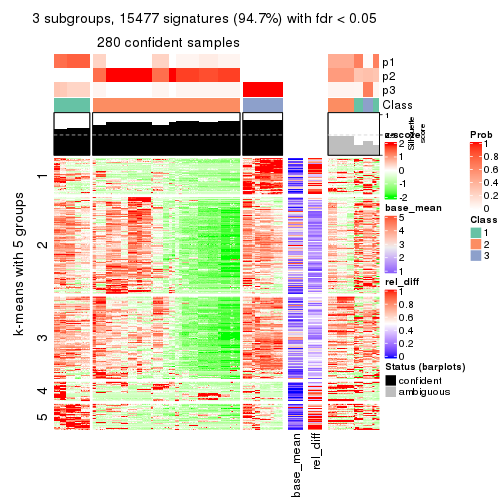 3 subgroups, 15477 signatures (94.7%) with fdr < 0.05
280 confident samples
p1
p2
p3
Class
1
Silhouette
score
z-score
2
1
0
-1
-2
base_mean
5
4
3
2
1
rel_diff
1
0.8
0.6
0.4
0.2
0
Status (barplots)
confident
ambiguous
Prob
1
0.8
0.6
0.4
0.2
0
Class
1
2
3
k-means with 5 groups
1
2
3
4
5
base_mean
rel_diff